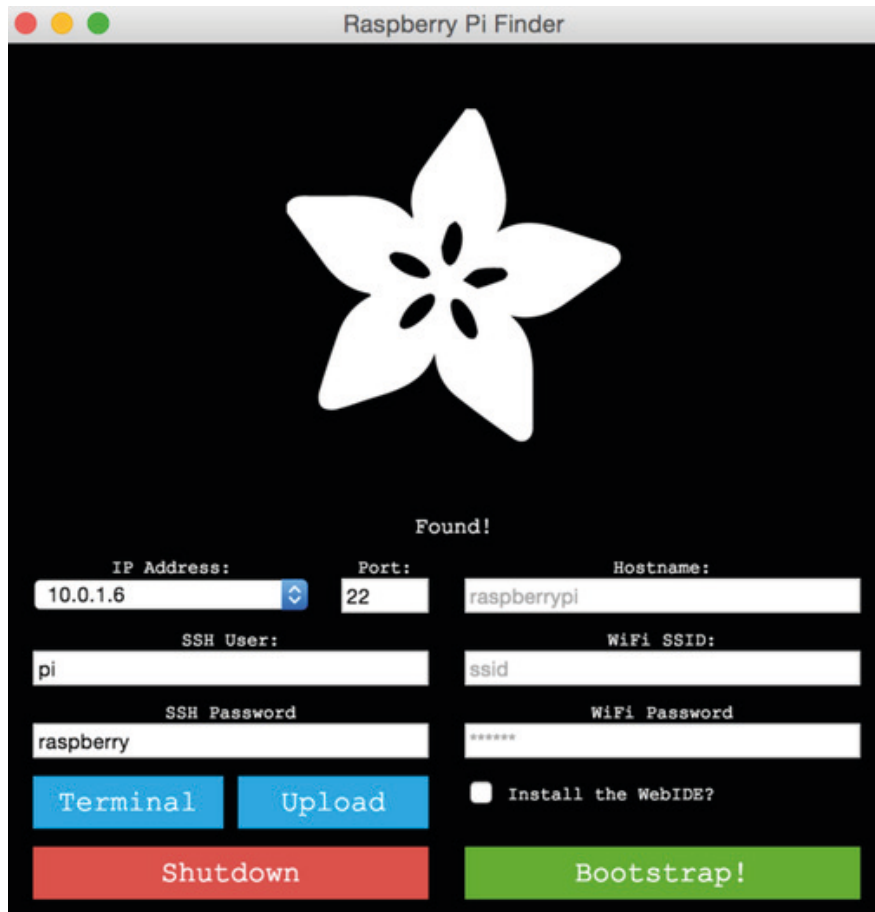 Raspberry Pi Finder
Found!
IP Address: Port: Hostname:
10.0.1.6 22 raspberrypi
SSH User: WiFi SSID:
pi ssid
SSH Password WiFi Password
raspberry ******
Terminal Upload Install the WebIDE?
Shutdown Bootstrap!